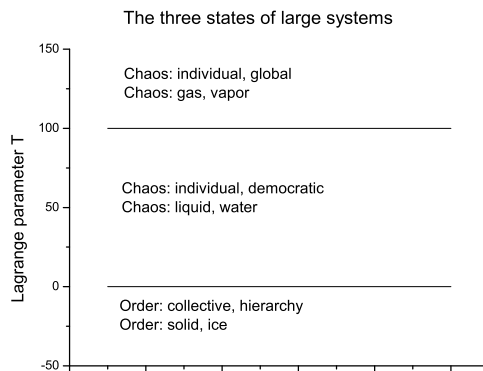 The three states of large systems
150
Chaos: individual, global
Chaos: gas, vapor
100
Lagrange parameter T
Chaos: individual, democratic
Chaos: liquid, water
50
0
Order: collective, hierarchy
Order: solid, ice
-50